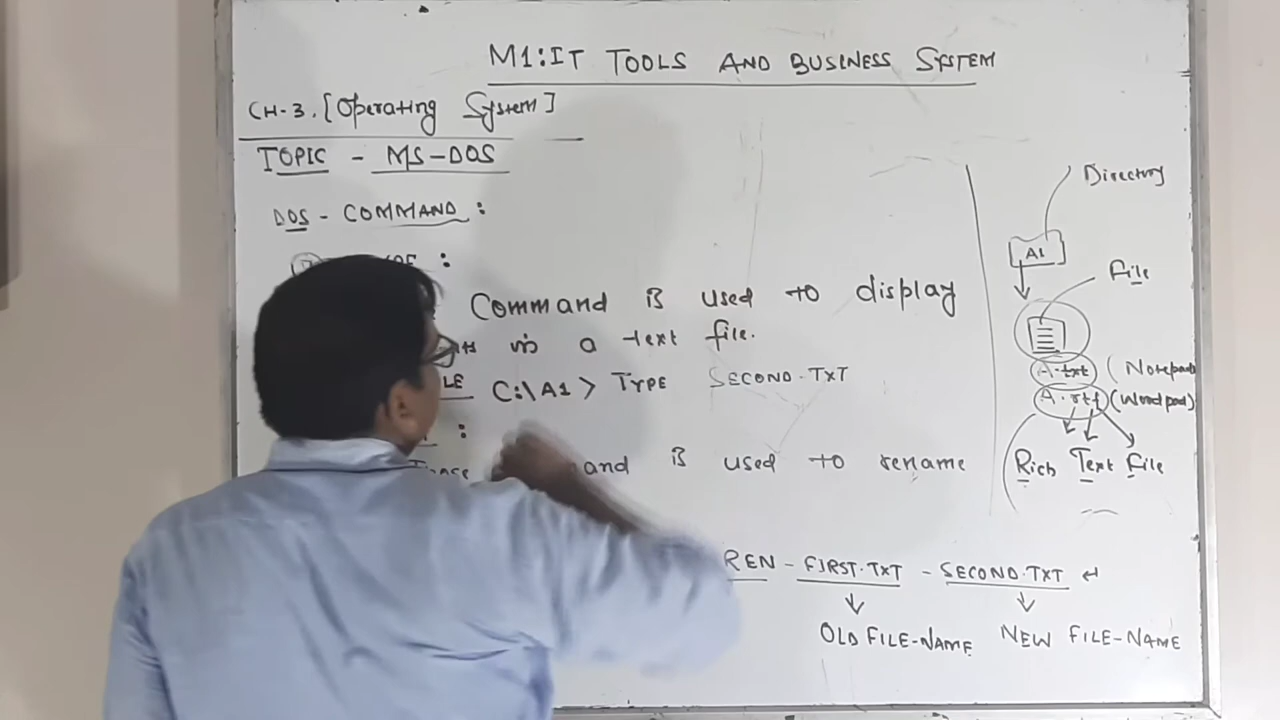 M1:IT TOOLS AND BUSINESS SYSTEM
CH-3. [Operating System]
TOPIC - MS-DOS
DOS - COMMAND :
:
Command is used to display
in a text file.
C:\A1> TYPE SECOND.TXT
:
is used to rename
REN - FIRST.TXT - SECOND.TXT ↵
OLD FILE-NAME NEW FILE-NAME
Directory
A1
File
A.txt (Notepad
A.rtf (Wordpad)
Rich Text File